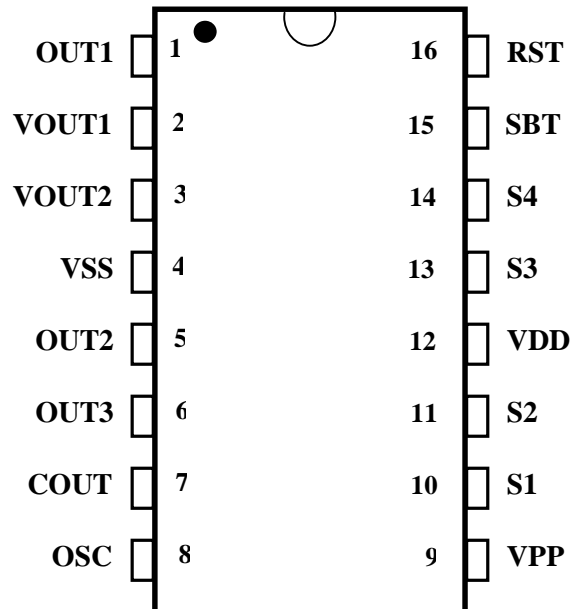 OUT1 1 16 RST
VOUT1 2 15 SBT
VOUT2 3 14 S4
VSS 4 13 S3
OUT2 5 12 VDD
OUT3 6 11 S2
COUT 7 10 S1
OSC 8 9 VPP